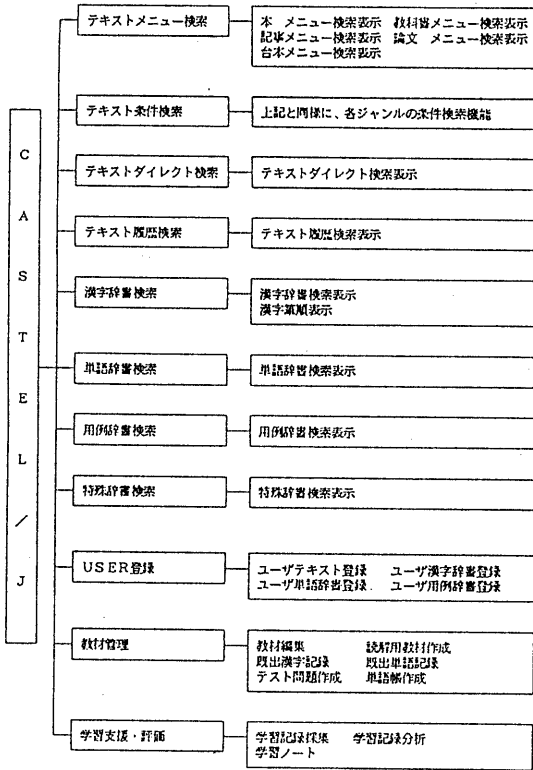 CASTEL/J
テキストメニュー検索
本 メニュー検索表示 教科書メニュー検索表示
記事メニュー検索表示 論文 メニュー検索表示
台本メニュー検索表示
テキスト条件検索
上記と同様に、各ジャンルの条件検索機能
テキストダイレクト検索
テキストダイレクト検索表示
テキスト履歴検索
テキスト履歴検索表示
漢字辞書検索
漢字辞書検索表示
漢字筆順表示
単語辞書検索
単語辞書検索表示
用例辞書検索
用例辞書検索表示
特殊辞書検索
特殊辞書検索表示
USER登録
ユーザテキスト登録 ユーザ漢字辞書登録
ユーザ単語辞書登録 ユーザ用例辞書登録
教材管理
教材編集 読解用教材作成
既出漢字記録 既出単語記録
テスト問題作成 単語帳作成
学習支援・評価
学習記録採集 学習記録分析
学習ノート